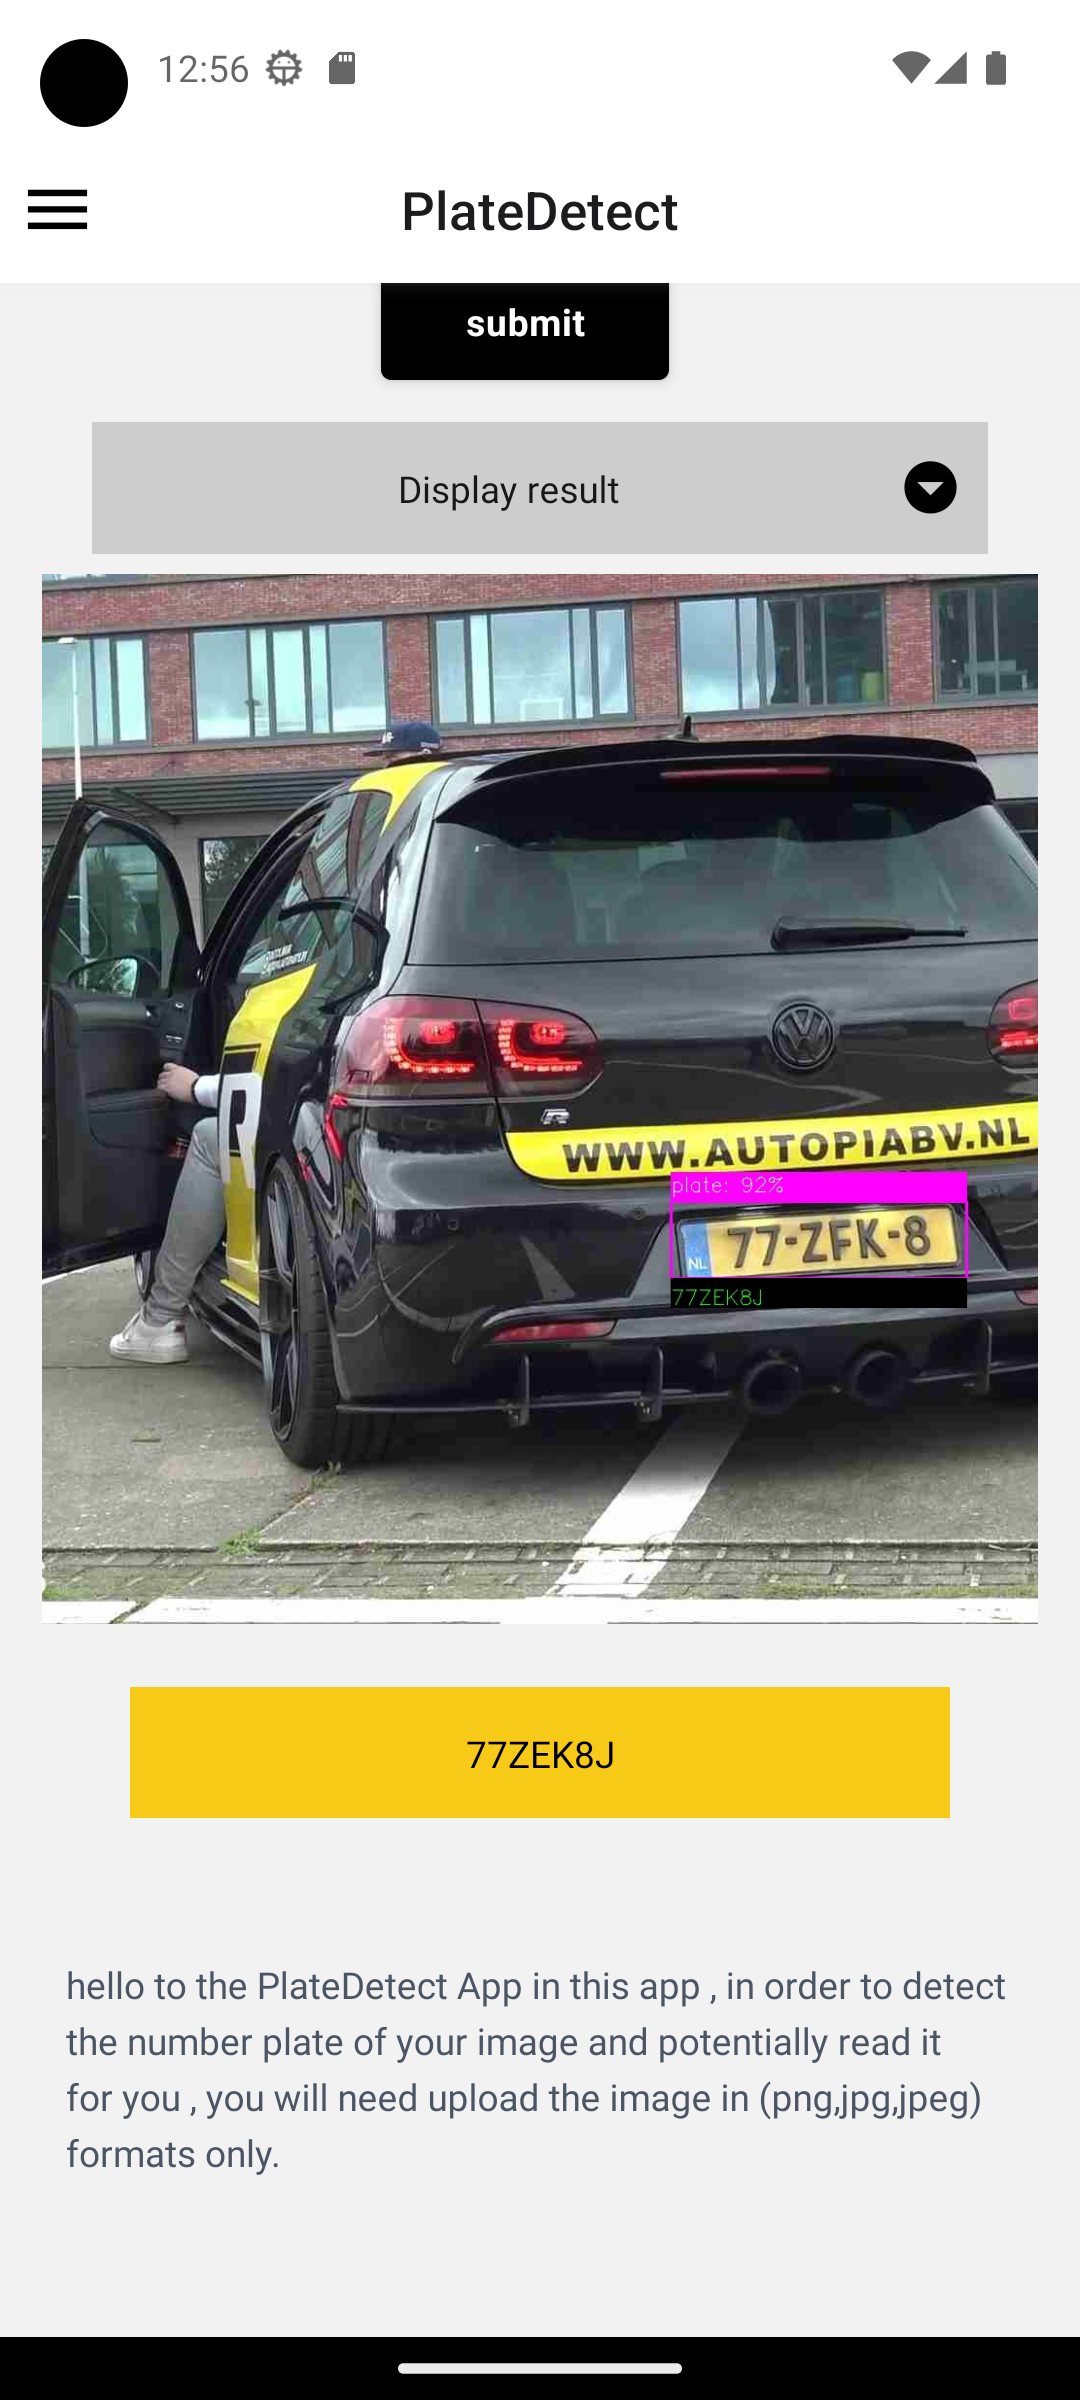 12:56
PlateDetect
submit
Display result
R
R
WWW.AUTOPIABV.NL
plate: 92%
NL 77-ZFK-8
77ZEK8J
77ZEK8J
hello to the PlateDetect App in this app , in order to detect
the number plate of your image and potentially read it
for you , you will need upload the image in (png,jpg,jpeg)
formats only.